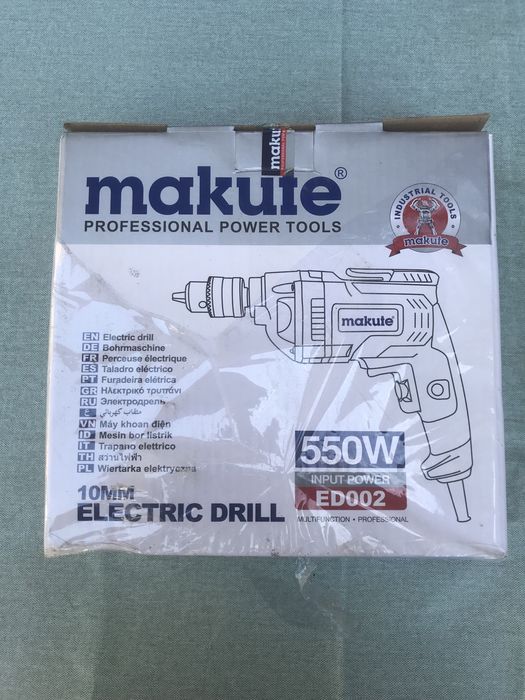 maku
makute®
PROFESSIONAL POWER TOOLS
INDUSTRIAL TOOLS
makute
makute
EN Electric drill
DE Bohrmaschine
FR Perceuse électrique
ES Taladro eléctrico
PT Furadeira elétrica
GR Ηλεκτρικό τρυπάνι
RU Электродрель
ع مثقاب كهربائي
VN Máy khoan điện
ID Mesin bor listrik
IT Trapano elettrico
TH สว่านไฟฟ้า
PL Wiertarka elektryczna
550W
INPUT POWER
ED002
10MM
ELECTRIC DRILL
MULTIFUNCTION • PROFESSIONAL